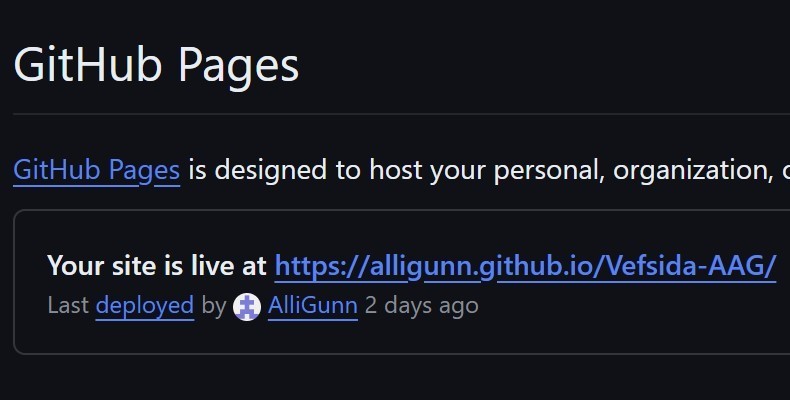 GitHub Pages
GitHub Pages is designed to host your personal, organization,
Your site is live at https://alligunn.github.io/Vefsida-AAG/
Last deployed by AlliGunn 2 days ago